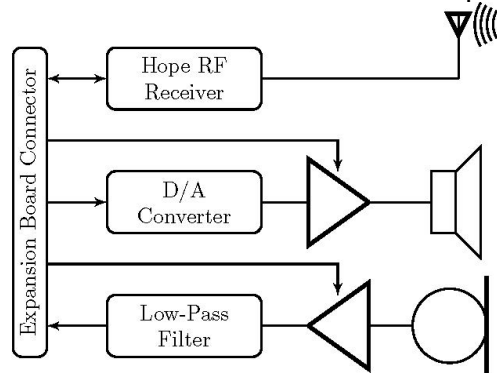 Expansion Board Connector
Hope RF
Receiver
D/A
Converter
Low-Pass
Filter